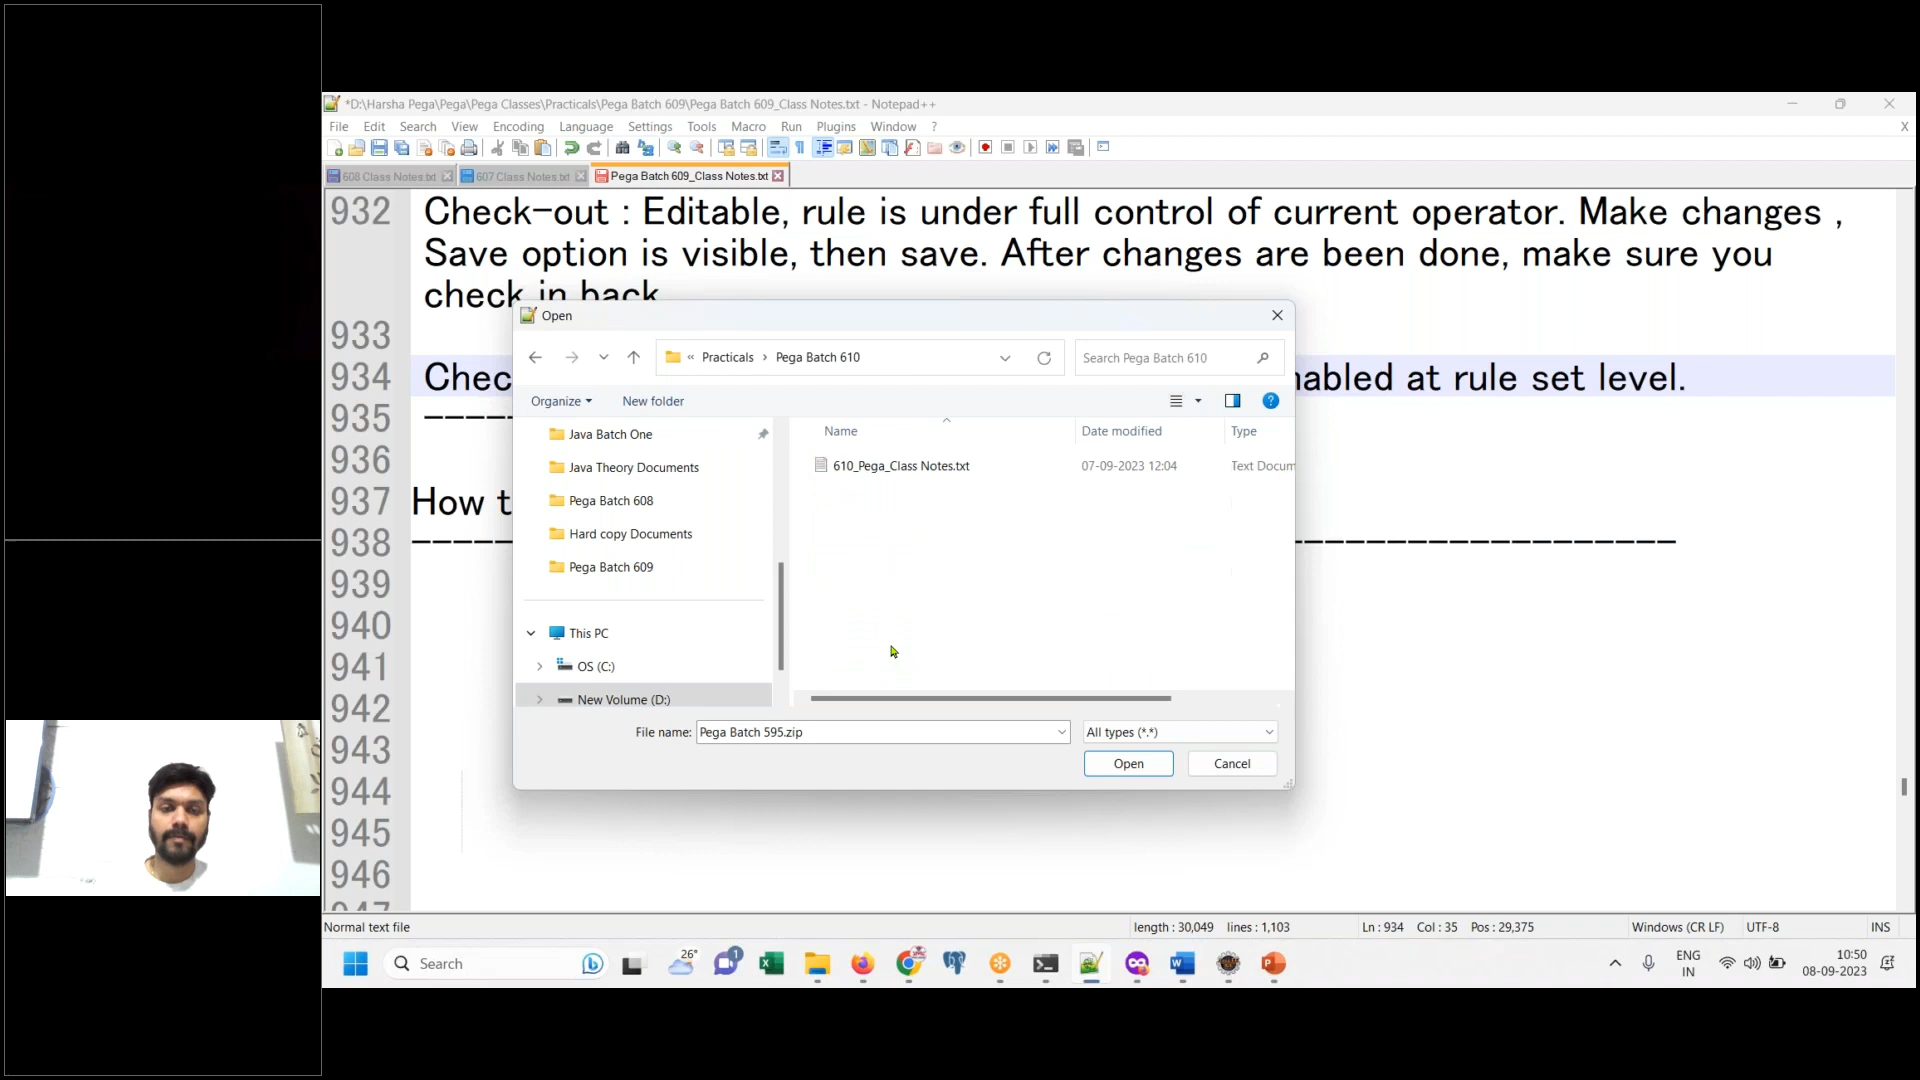 *D:\Harsha Pega\Pega\Pega Classes\Practicals\Pega Batch 609\Pega Batch 609_Class Notes.txt - Notepad++
File Edit Search View Encoding Language Settings Tools Macro Run Plugins Window ?
X
608 Class Notes.txt 607 Class Notes.txt Pega Batch 609_Class Notes.txt
932 Check-out : Editable, rule is under full control of current operator. Make changes ,
Save option is visible, then save. After changes are been done, make sure you
check in back
933
934 Chec nabled at rule set level.
935 ----
936
937 How t
938 ----------------------
939
940
941
942
943
944
945
946
947
Open
« Practicals > Pega Batch 610
Search Pega Batch 610
Organize New folder
Java Batch One
Java Theory Documents
Pega Batch 608
Hard copy Documents
Pega Batch 609
This PC
OS (C:)
New Volume (D:)
Name Date modified Type
610_Pega_Class Notes.txt 07-09-2023 12:04 Text Docum
File name: Pega Batch 595.zip All types (*.*)
Open Cancel
Normal text file length : 30,049 lines : 1,103 Ln : 934 Col : 35 Pos : 29,375 Windows (CR LF) UTF-8 INS
Search 26° 1 ENG
IN
10:50
08-09-2023